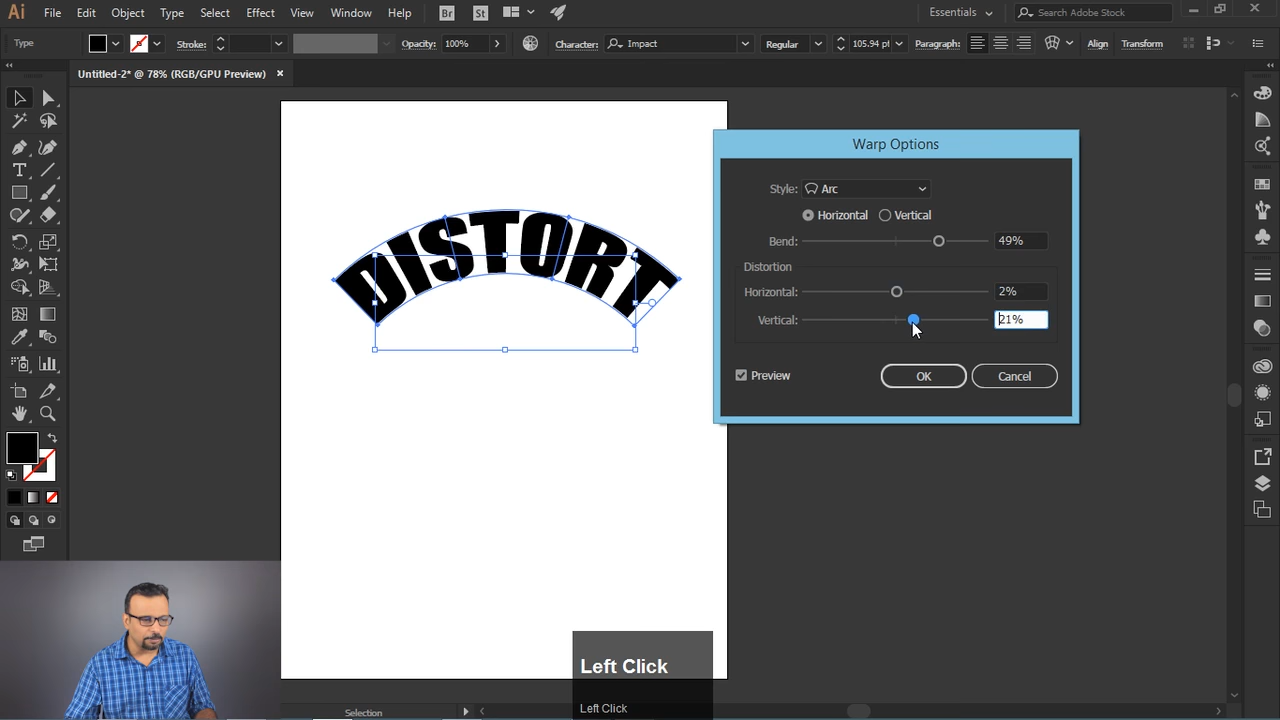 Ai File Edit Object Type Select Effect View Window Help Br St Essentials Search Adobe Stock
Type Stroke: Opacity: 100% Character: Impact Regular 105.94 pt Paragraph: Align Transform
Untitled-2* @ 78% (RGB/GPU Preview) ×
DISTORT
Warp Options
Style: Arc
Horizontal Vertical
Bend: 49%
Distortion
Horizontal: 2%
Vertical: 21%
Preview OK Cancel
T
Left Click
Left Click
Selection